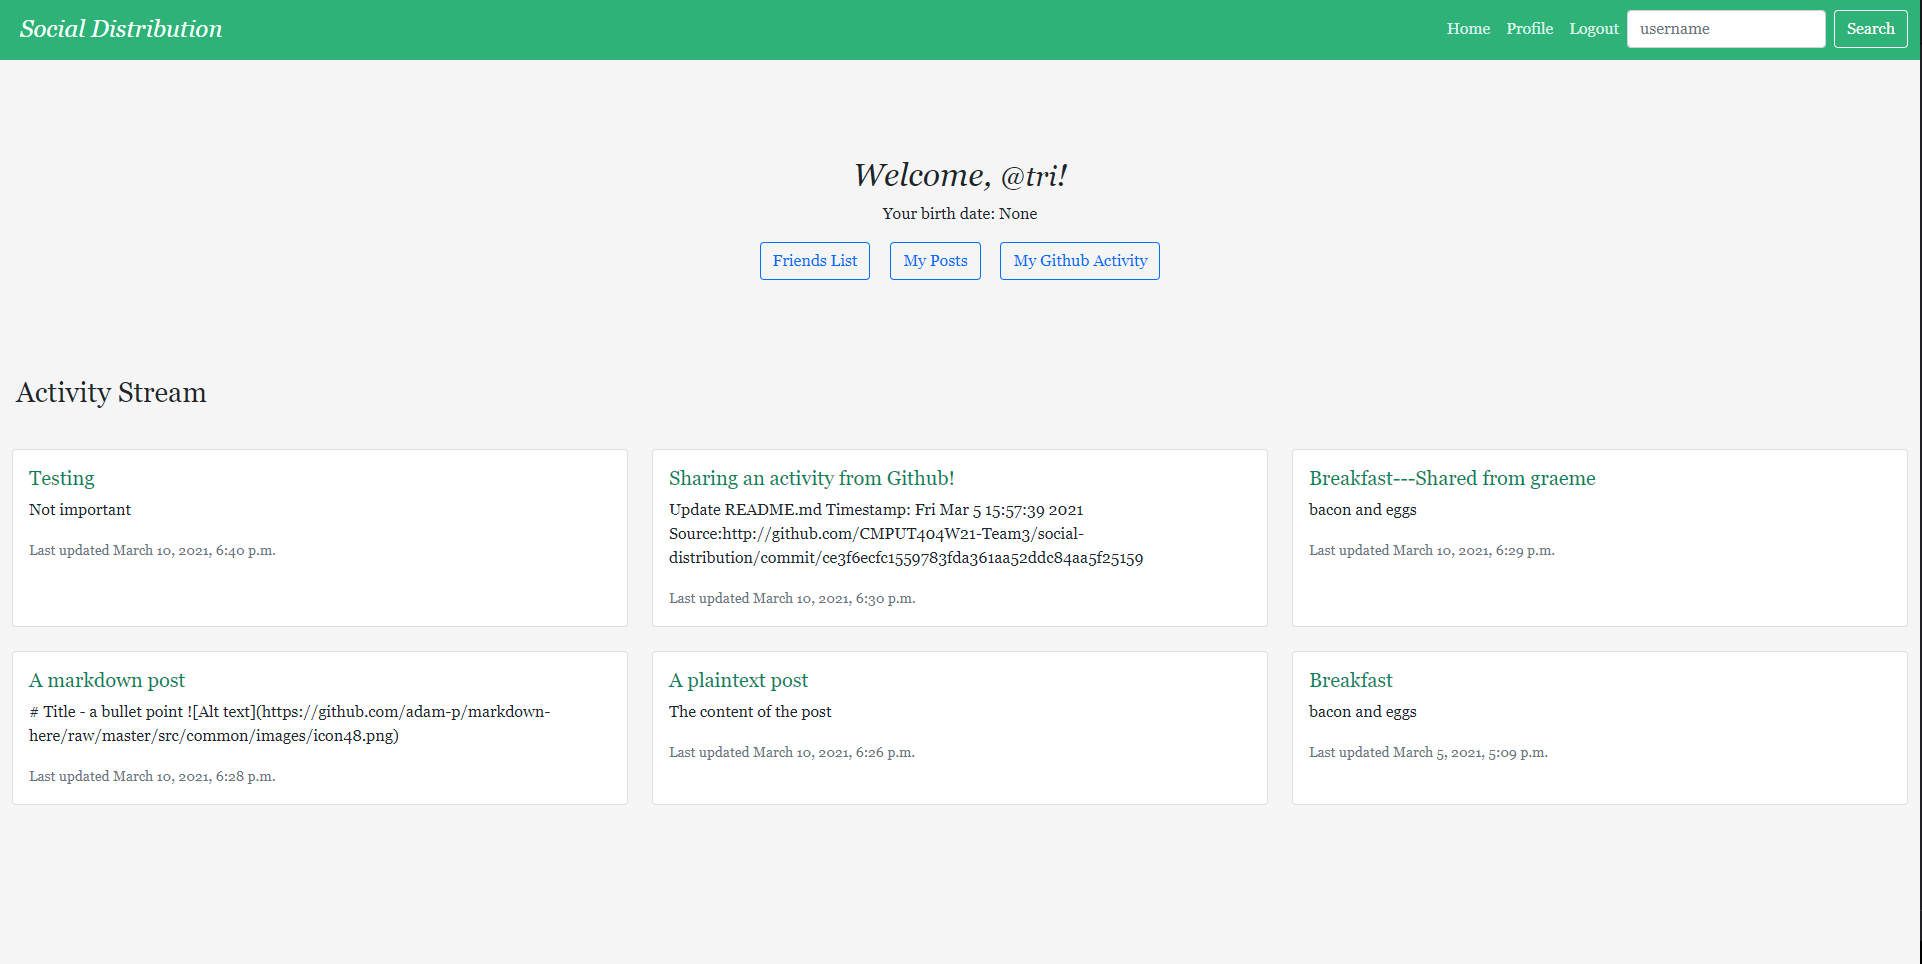 Social Distribution
Home Profile Logout username Search
Welcome, @tri!
Your birth date: None
Friends List My Posts My Github Activity
Activity Stream
Testing
Not important
Last updated March 10, 2021, 6:40 p.m.
Sharing an activity from Github!
Update README.md Timestamp: Fri Mar 5 15:57:39 2021
Source:http://github.com/CMPUT404W21-Team3/social-
distribution/commit/ce3f6ecfc1559783fda361aa52ddc84aa5f25159
Last updated March 10, 2021, 6:30 p.m.
Breakfast---Shared from graeme
bacon and eggs
Last updated March 10, 2021, 6:29 p.m.
A markdown post
# Title - a bullet point ![Alt text](https://github.com/adam-p/markdown-
here/raw/master/src/common/images/icon48.png)
Last updated March 10, 2021, 6:28 p.m.
A plaintext post
The content of the post
Last updated March 10, 2021, 6:26 p.m.
Breakfast
bacon and eggs
Last updated March 5, 2021, 5:09 p.m.